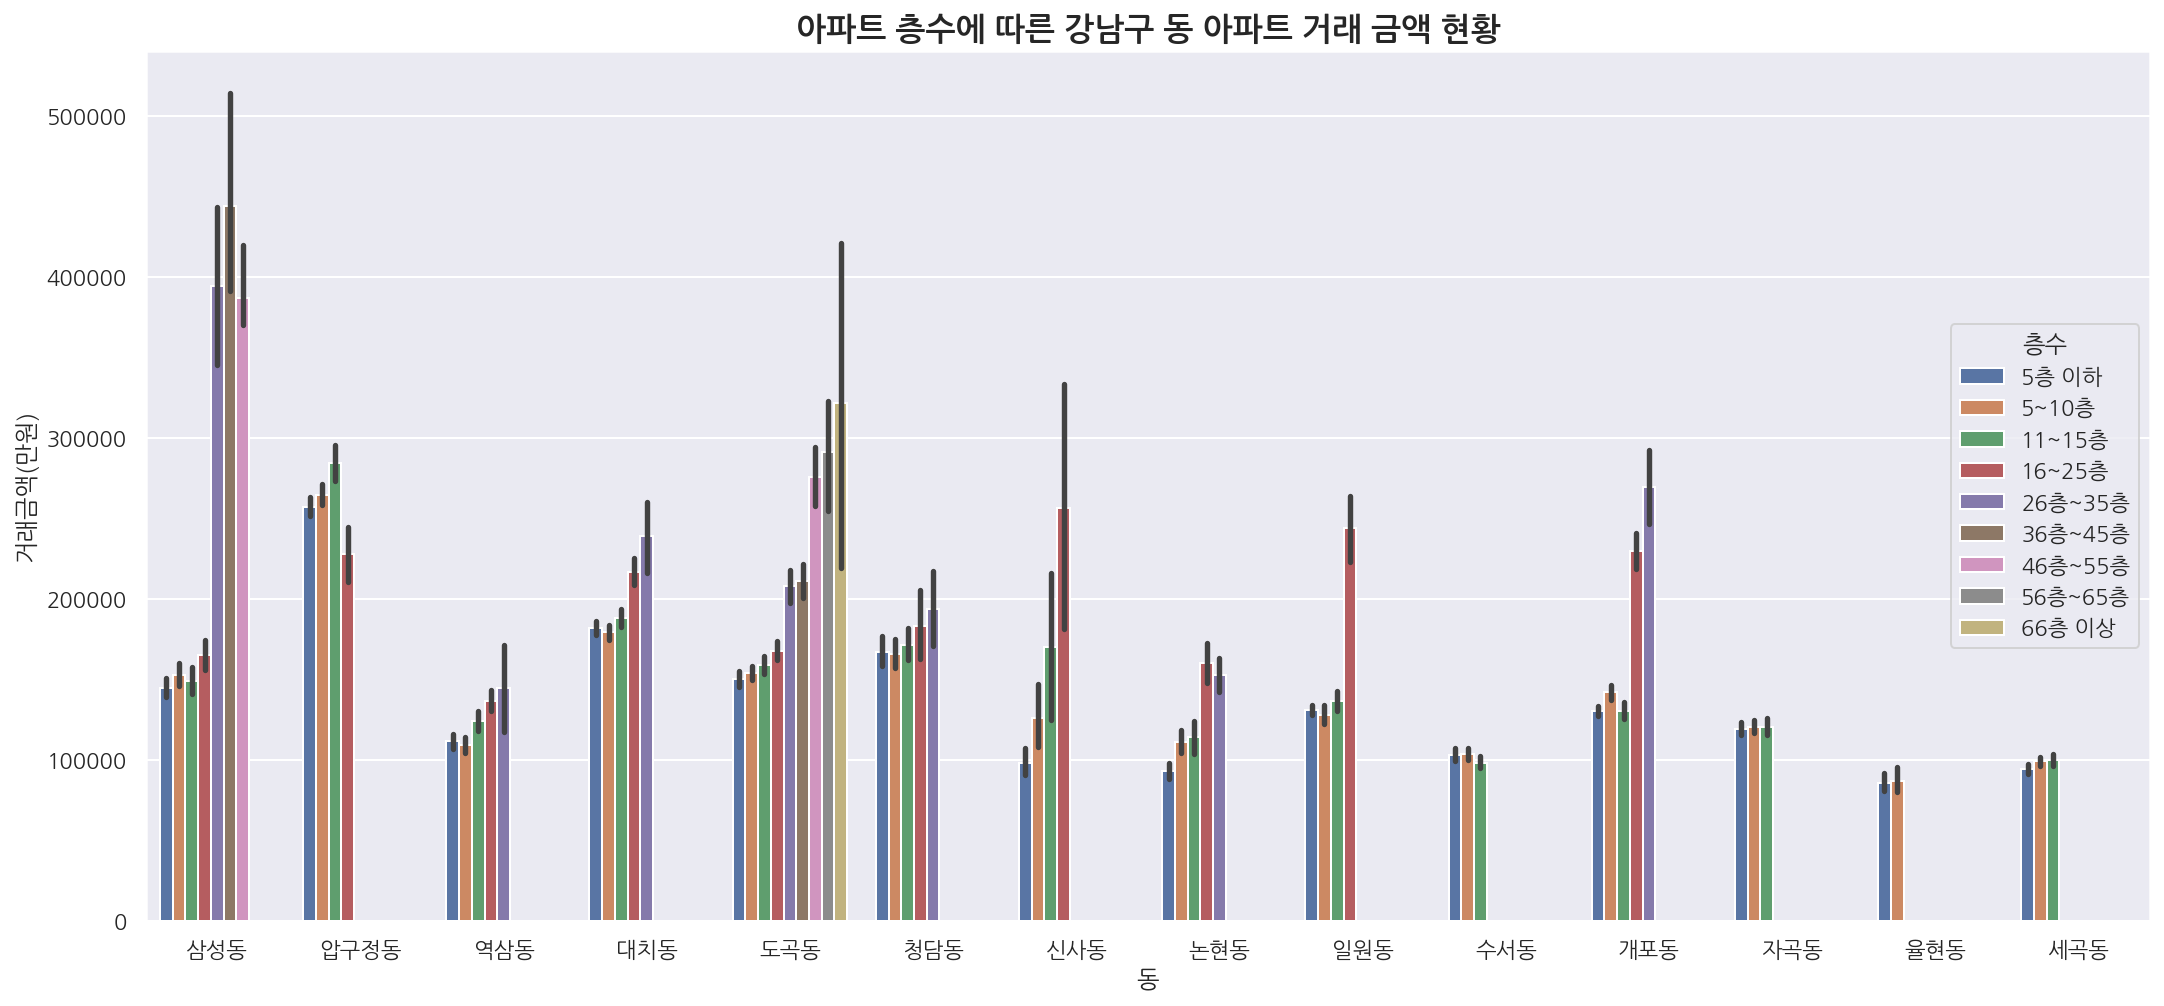 아파트 층수에 따른 강남구 동 아파트 거래 금액 현황
거래금액(만원)
500000
400000
300000
200000
100000
0
층수
5층 이하
5~10층
11~15층
16~25층
26층~35층
36층~45층
46층~55층
56층~65층
66층 이상
삼성동 압구정동 역삼동 대치동 도곡동 청담동 신사동 논현동 일원동 수서동 개포동 자곡동 율현동 세곡동
동